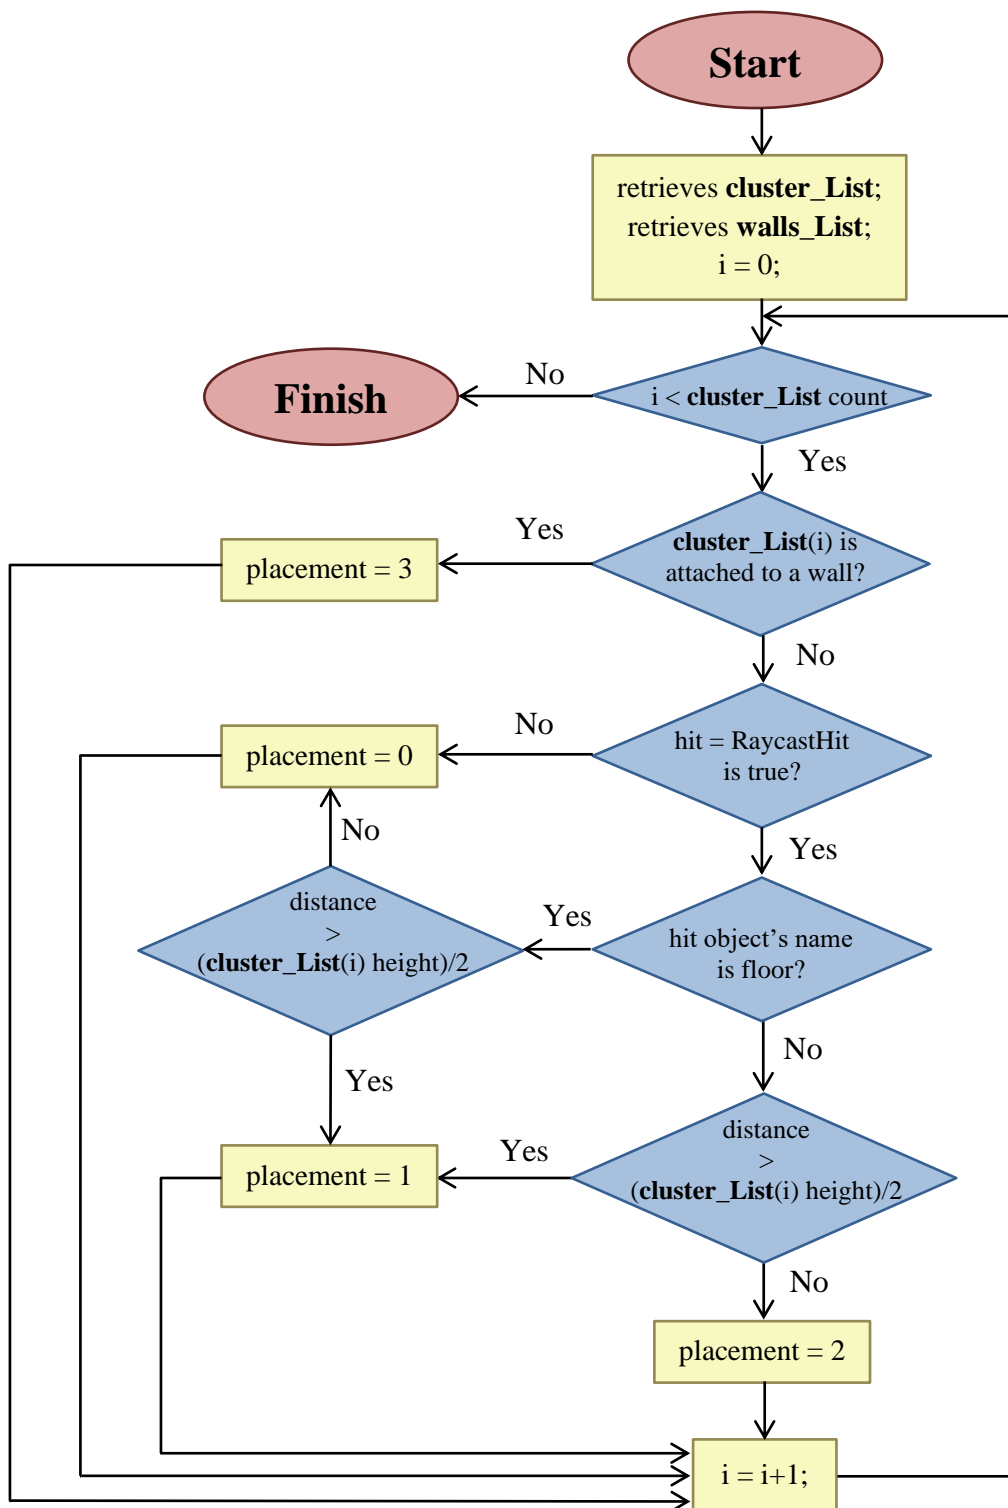 Start
retrieves cluster_List;
retrieves walls_List;
i = 0;
No
Finish
i < cluster_List count
Yes
Yes
placement = 3
cluster_List(i) is
attached to a wall?
No
No
placement = 0
hit = RaycastHit
is true?
No
Yes
distance
>
(cluster_List(i) height)/2
Yes
hit object’s name
is floor?
No
Yes
placement = 1
Yes
distance
>
(cluster_List(i) height)/2
No
placement = 2
i = i+1;